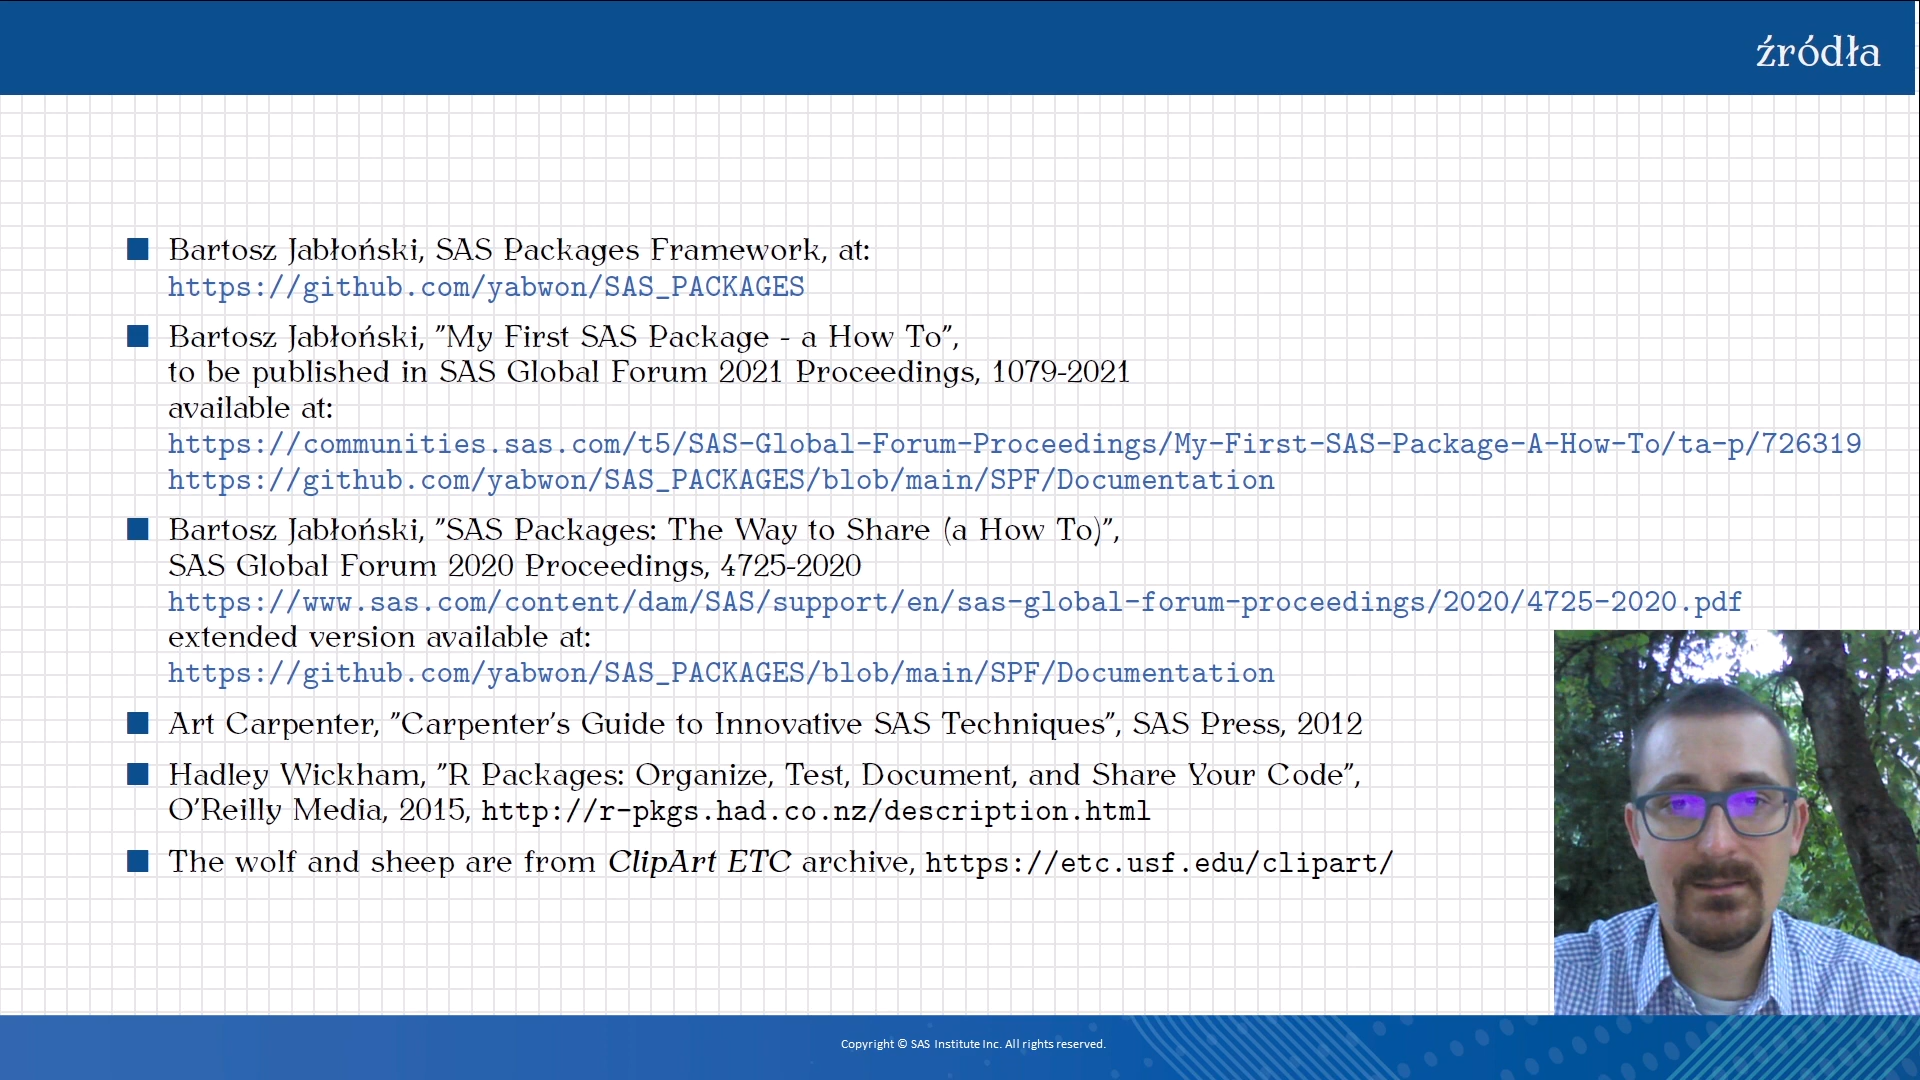 źródła
Bartosz Jabłoński, SAS Packages Framework, at:
https://github.com/yabwon/SAS_PACKAGES
Bartosz Jabłoński, ”My First SAS Package - a How To”,
to be published in SAS Global Forum 2021 Proceedings, 1079-2021
available at:
https://communities.sas.com/t5/SAS-Global-Forum-Proceedings/My-First-SAS-Package-A-How-To/ta-p/726319
https://github.com/yabwon/SAS_PACKAGES/blob/main/SPF/Documentation
Bartosz Jabłoński, ”SAS Packages: The Way to Share (a How To)”,
SAS Global Forum 2020 Proceedings, 4725-2020
https://www.sas.com/content/dam/SAS/support/en/sas-global-forum-proceedings/2020/4725-2020.pdf
extended version available at:
https://github.com/yabwon/SAS_PACKAGES/blob/main/SPF/Documentation
Art Carpenter, ”Carpenter’s Guide to Innovative SAS Techniques”, SAS Press, 2012
Hadley Wickham, ”R Packages: Organize, Test, Document, and Share Your Code”,
O’Reilly Media, 2015, http://r-pkgs.had.co.nz/description.html
The wolf and sheep are from ClipArt ETC archive, https://etc.usf.edu/clipart/
Copyright © SAS Institute Inc. All rights reserved.